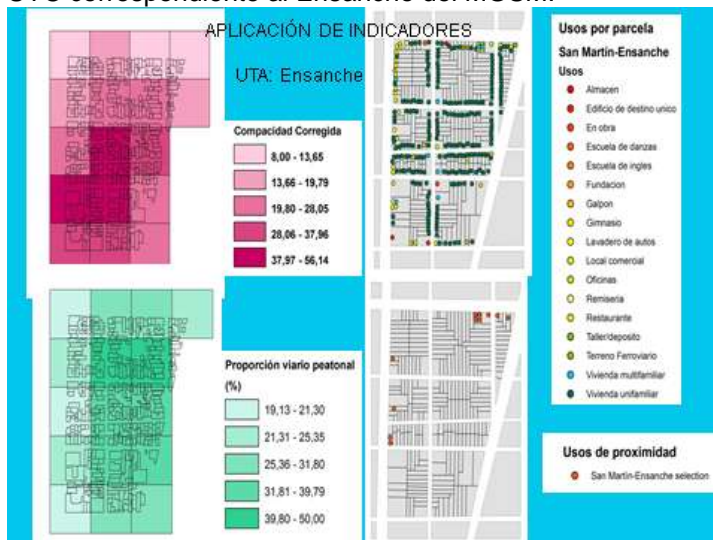 APLICACIÓN DE INDICADORES
UTA: Ensanche
Compacidad Corregida
8,00 - 13,65
13,66 - 19,79
19,80 - 28,05
28,06 - 37,96
37,97 - 56,14
Proporción viario peatonal
(%)
19,13 - 21,30
21,31 - 25,35
25,36 - 31,80
31,81 - 39,79
39,80 - 50,00
Usos por parcela
San Martín-Ensanche
Usos
Almacen
Edificio de destino unico
En obra
Escuela de danzas
Escuela de ingles
Fundacion
Galpon
Gimnasio
Lavadero de autos
Local comercial
Oficinas
Remiseria
Restaurante
Taller/deposito
Terreno Ferroviario
Vivienda multifamiliar
Vivienda unifamiliar
Usos de proximidad
San Martín-Ensanche selection